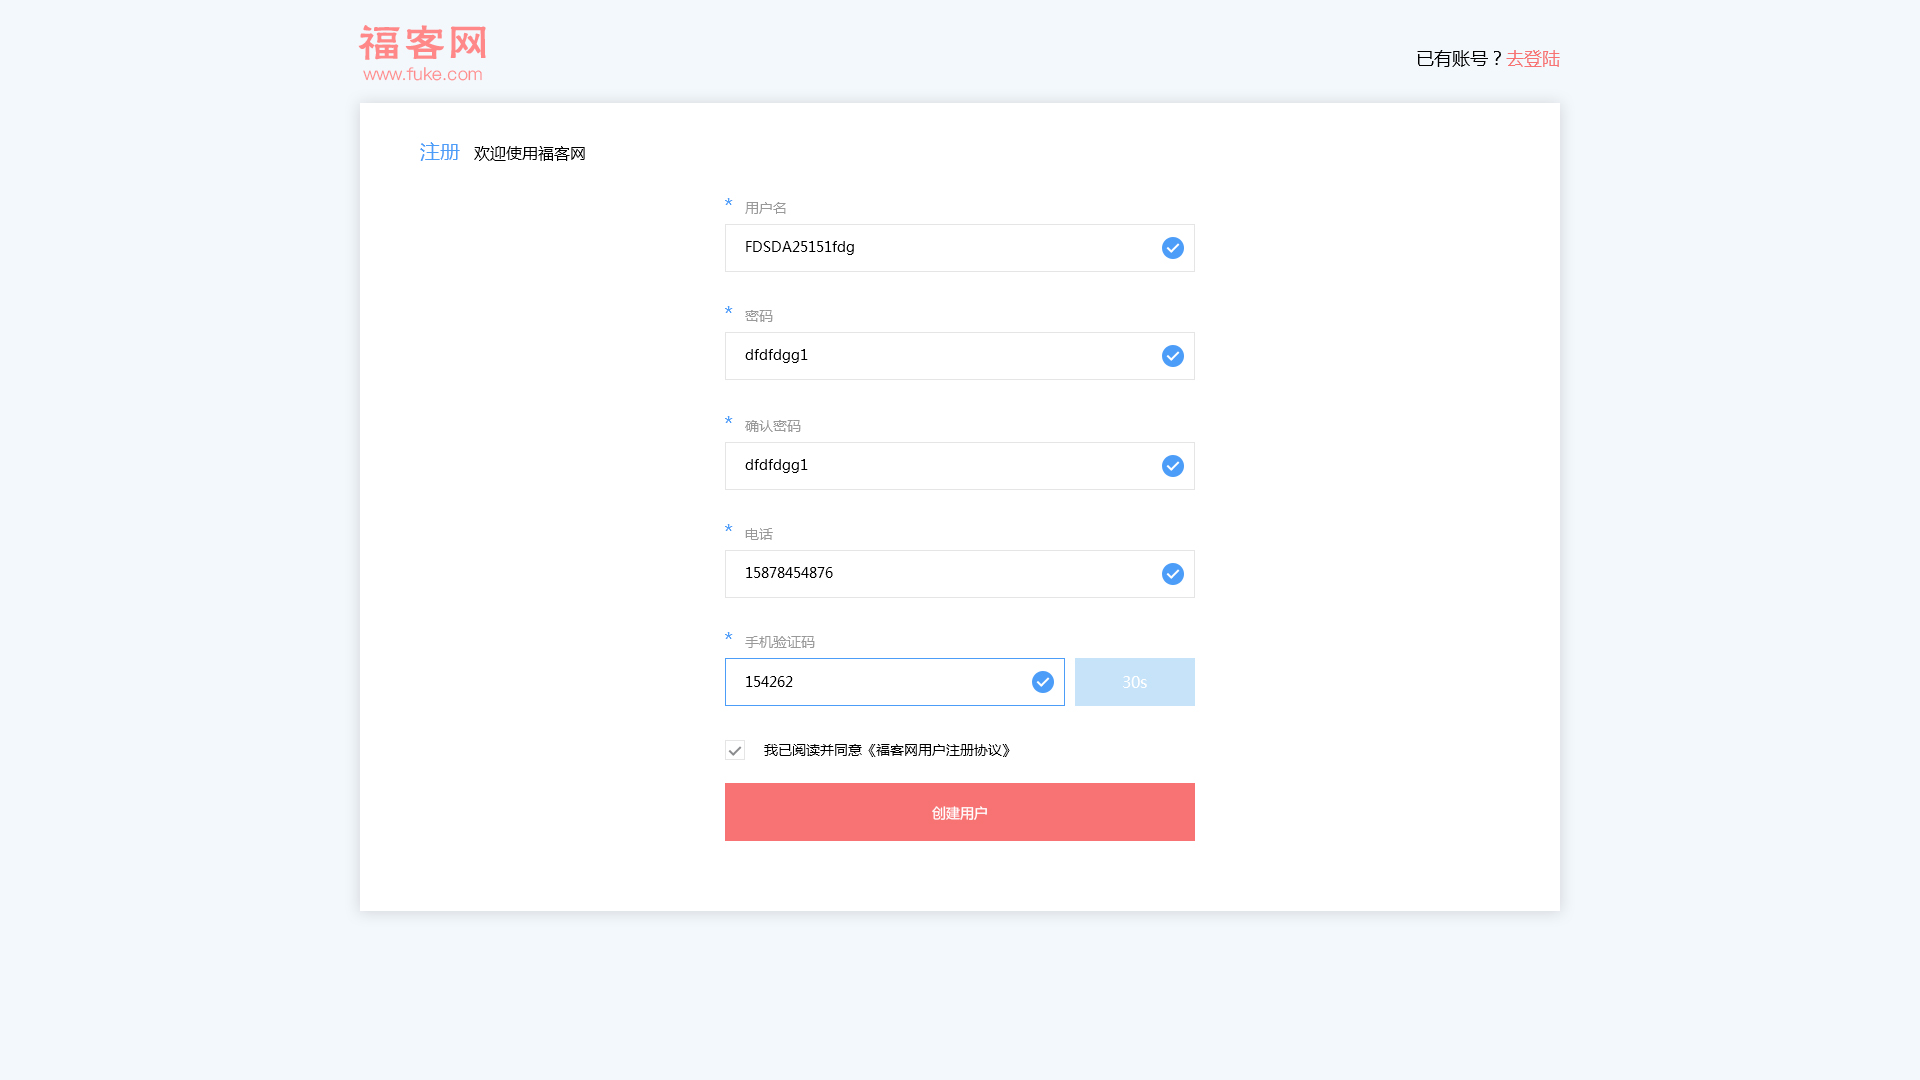 福客网
www.fuke.com
已有账号？去登陆
注册 欢迎使用福客网
* 用户名
FDSDA25151fdg
* 密码
dfdfdgg1
* 确认密码
dfdfdgg1
* 电话
15878454876
* 手机验证码
154262
30s
我已阅读并同意《福客网用户注册协议》
创建用户